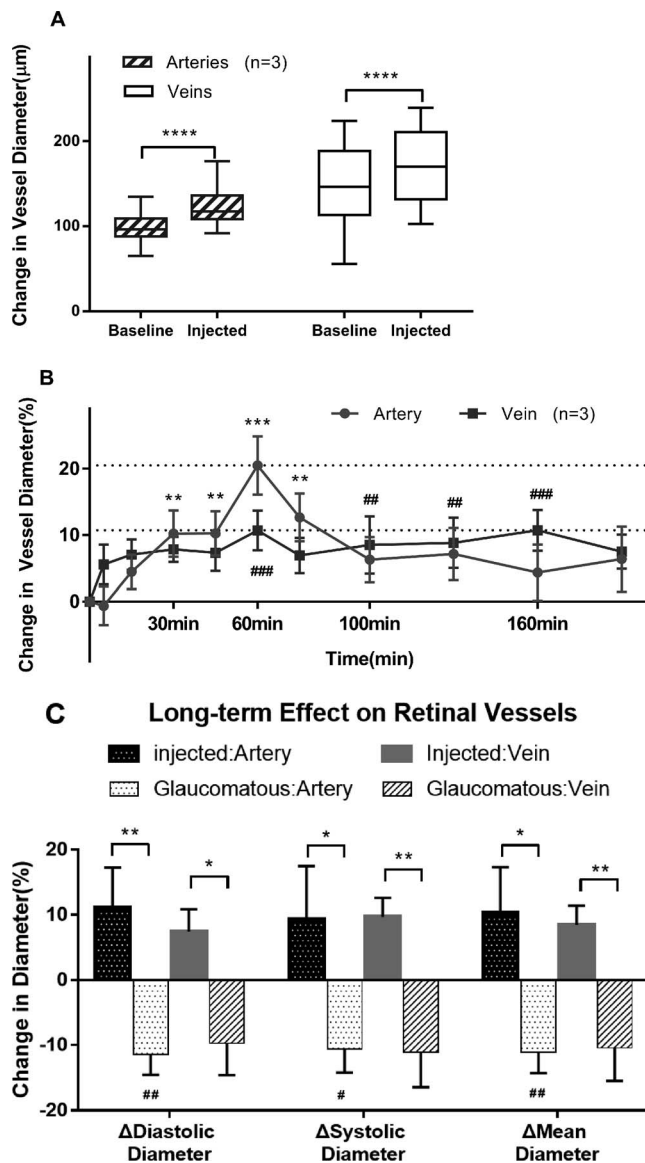 A
Change in Vessel Diameter(μm)
300
200
100
0
Arteries (n=3)
Veins
****
****
Baseline
Injected
Baseline
Injected
B
Change in Vessel Diameter(%)
20
10
0
Artery
Vein (n=3)
***
**
**
**
##
##
###
###
30min
60min
100min
160min
Time(min)
C
Long-term Effect on Retinal Vessels
injected:Artery
Injected:Vein
Glaucomatous:Artery
Glaucomatous:Vein
Change in Diameter(%)
20
10
0
-10
-20
**
*
*
**
*
**
##
#
##
ΔDiastolic
Diameter
ΔSystolic
Diameter
ΔMean
Diameter